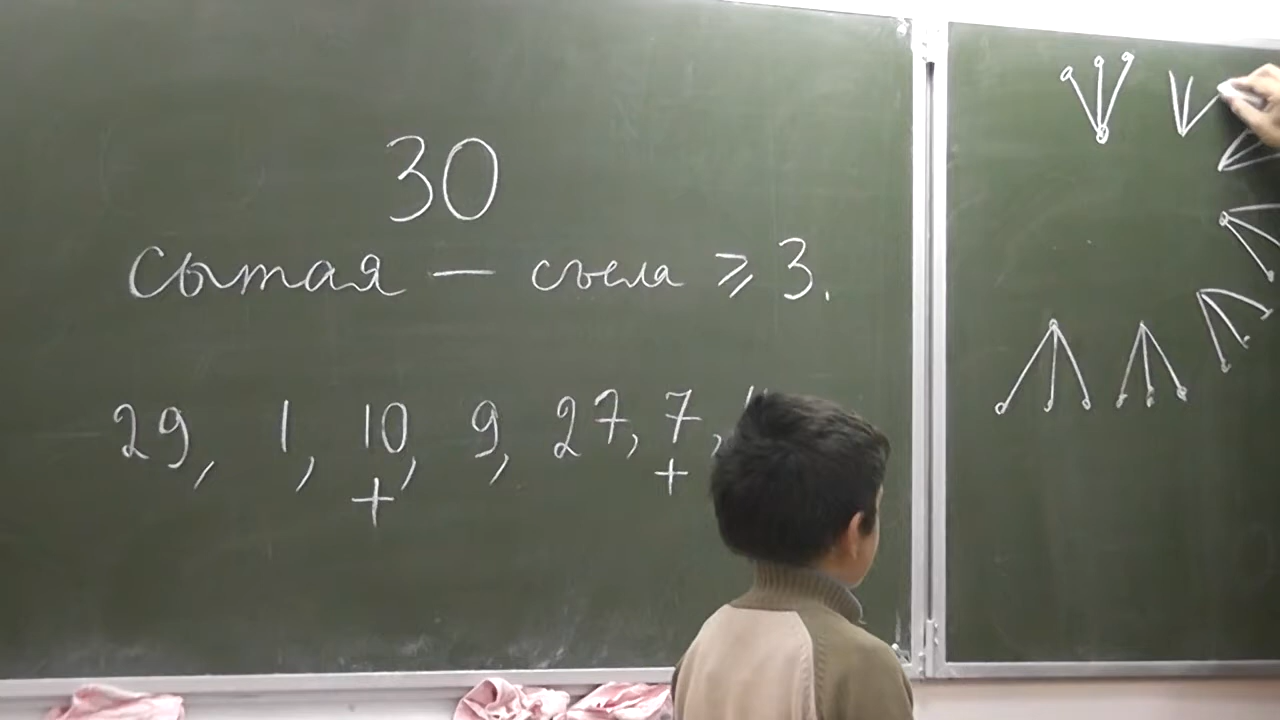 30
сытая — съела ⩾ 3.
29, 1, 10, 9, 27, 7,
+ +